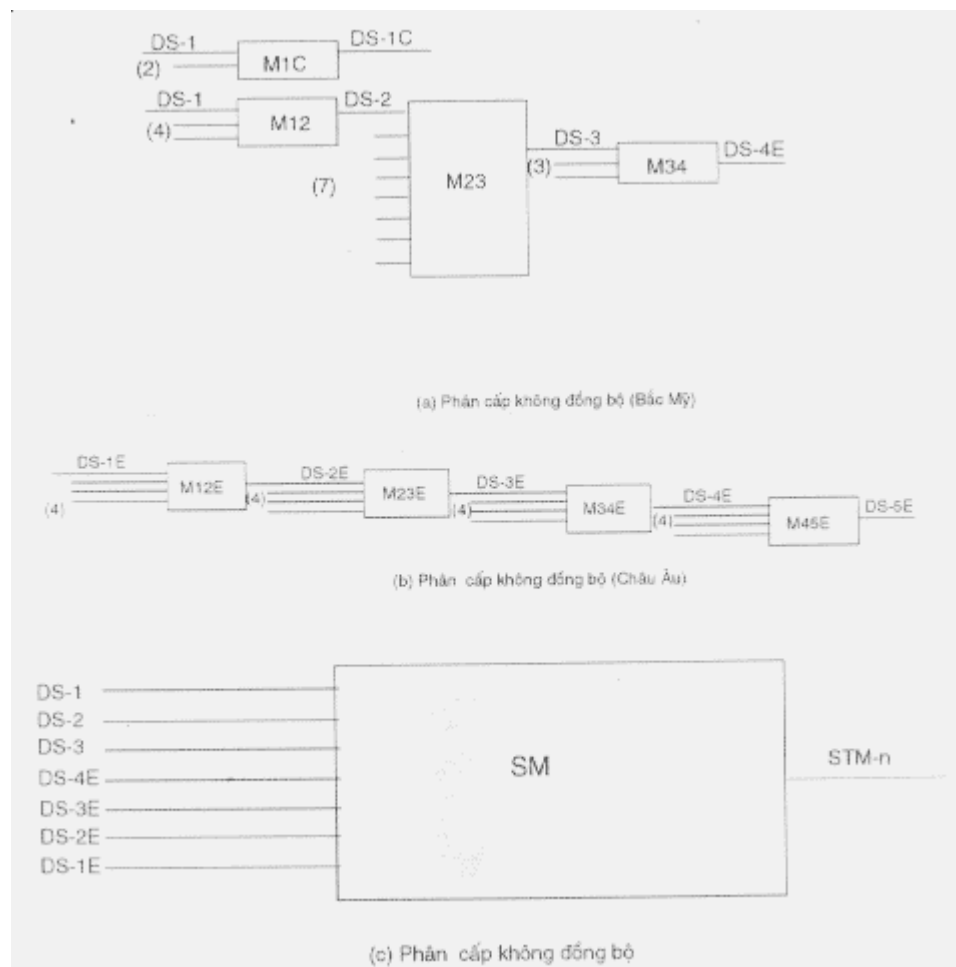 DS-1 DS-1C
(2) M1C
DS-1 DS-2
(4) M12
DS-3 DS-4E
(7) M23 (3) M34
(a) Phân cấp không đồng bộ (Bắc Mỹ)
DS-1E DS-2E DS-3E DS-4E DS-5E
(4) M12E (4) M23E (4) M34E (4) M45E
(b) Phân cấp không đồng bộ (Châu Âu)
DS-1
DS-2
DS-3
DS-4E
DS-3E
DS-2E
DS-1E
SM
STM-n
(c) Phân cấp không đồng bộ